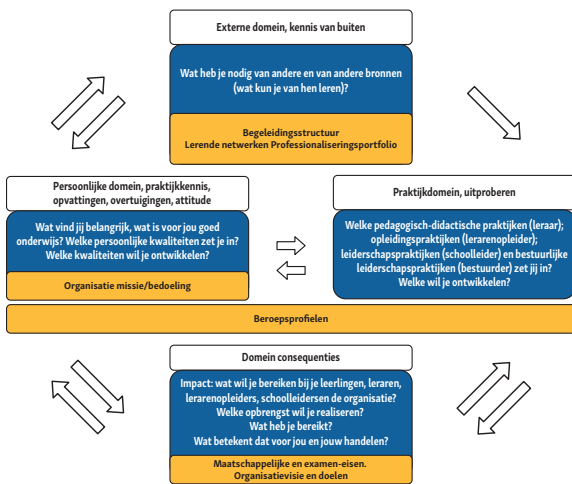 Externe domein, kennis van buiten
Wat heb je nodig van andere en van andere bronnen
(wat kun je van hen leren)?
Begeleidingsstructuur
Lerende netwerken Professionaliseringsportfolio
Persoonlijke domein, praktijkkennis,
opvattingen, overtuigingen, attitude
Wat vind jij belangrijk, wat is voor jou goed
onderwijs? Welke persoonlijke kwaliteiten zet je in?
Welke kwaliteiten wil je ontwikkelen?
Organisatie missie/bedoeling
Praktijkdomein, uitproberen
Welke pedagogisch-didactische praktijken (leraar);
opleidingspraktijken (lerarenopleider);
leiderschapspraktijken (schoolleider) en bestuurlijke
leiderschapspraktijken (bestuurder) zet jij in?
Welke wil je ontwikkelen?
Beroepsprofielen
Domein consequenties
Impact: wat wil je bereiken bij je leerlingen, leraren,
lerarenopleiders, schoolleidersen de organisatie?
Welke opbrengst wil je realiseren?
Wat heb je bereikt?
Wat betekent dat voor jou en jouw handelen?
Maatschappelijke en examen-eisen.
Organisatievisie en doelen